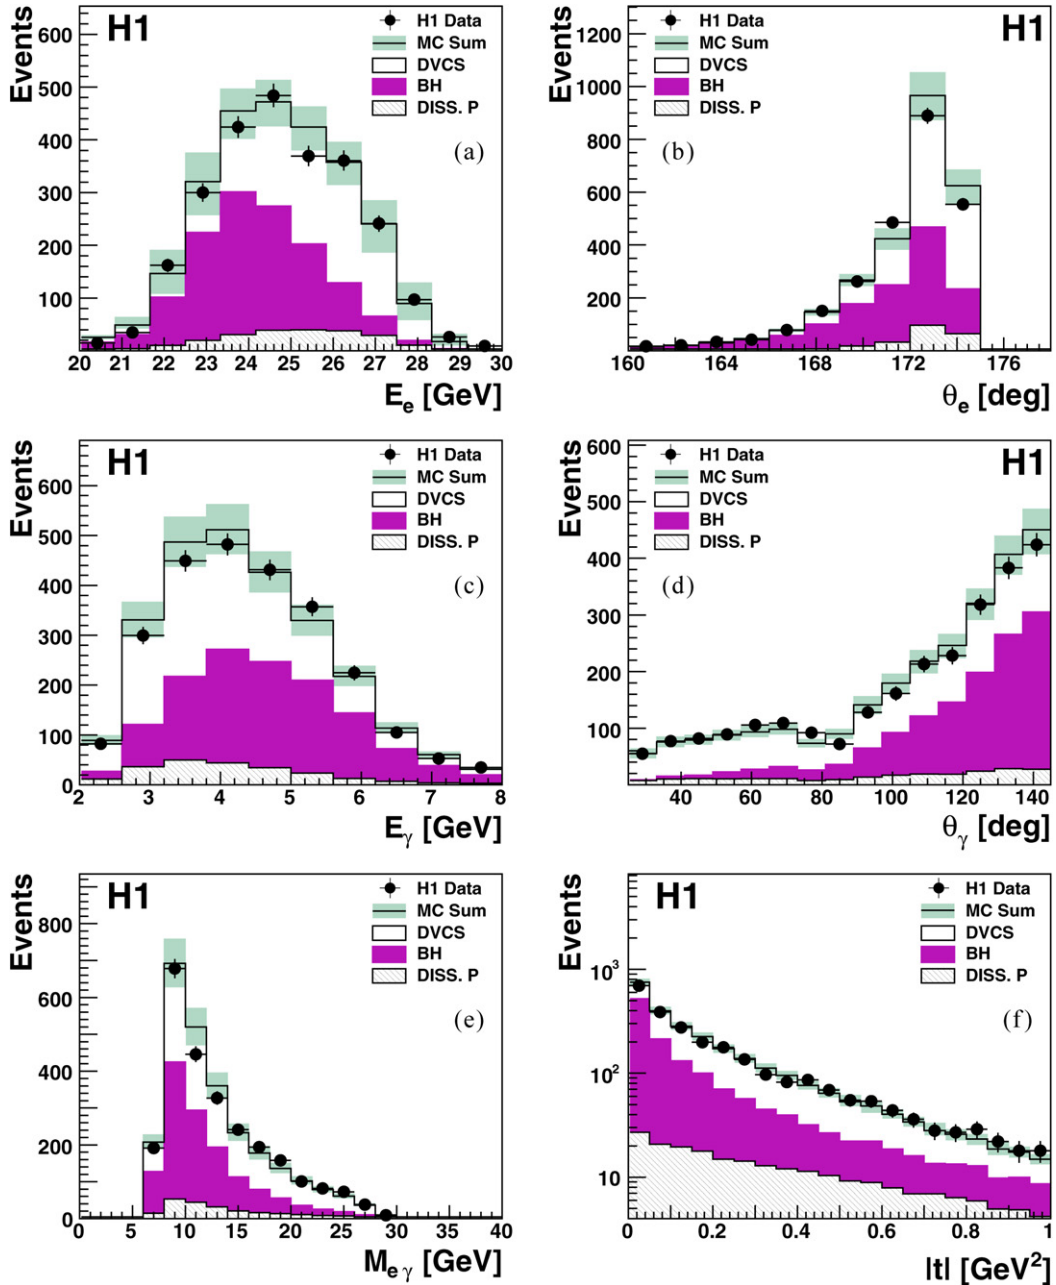 H1
Events
600
500
400
300
200
100
H1 Data
MC Sum
DVCS
BH
DISS. P
(a)
20 21 22 23 24 25 26 27 28 29 30
E_e [GeV]
H1
Events
1200
1000
800
600
400
200
H1 Data
MC Sum
DVCS
BH
DISS. P
(b)
160 164 168 172 176
θ_e [deg]
H1
Events
600
500
400
300
200
100
0
H1 Data
MC Sum
DVCS
BH
DISS. P
(c)
2 3 4 5 6 7 8
E_γ [GeV]
H1
Events
600
500
400
300
200
100
H1 Data
MC Sum
DVCS
BH
DISS. P
(d)
40 60 80 100 120 140
θ_γ [deg]
H1
Events
800
600
400
200
0
H1 Data
MC Sum
DVCS
BH
DISS. P
(e)
0 5 10 15 20 25 30 35 40
M_eγ [GeV]
H1
Events
10³
10²
10
H1 Data
MC Sum
DVCS
BH
DISS. P
(f)
0 0.2 0.4 0.6 0.8 1
|t| [GeV²]